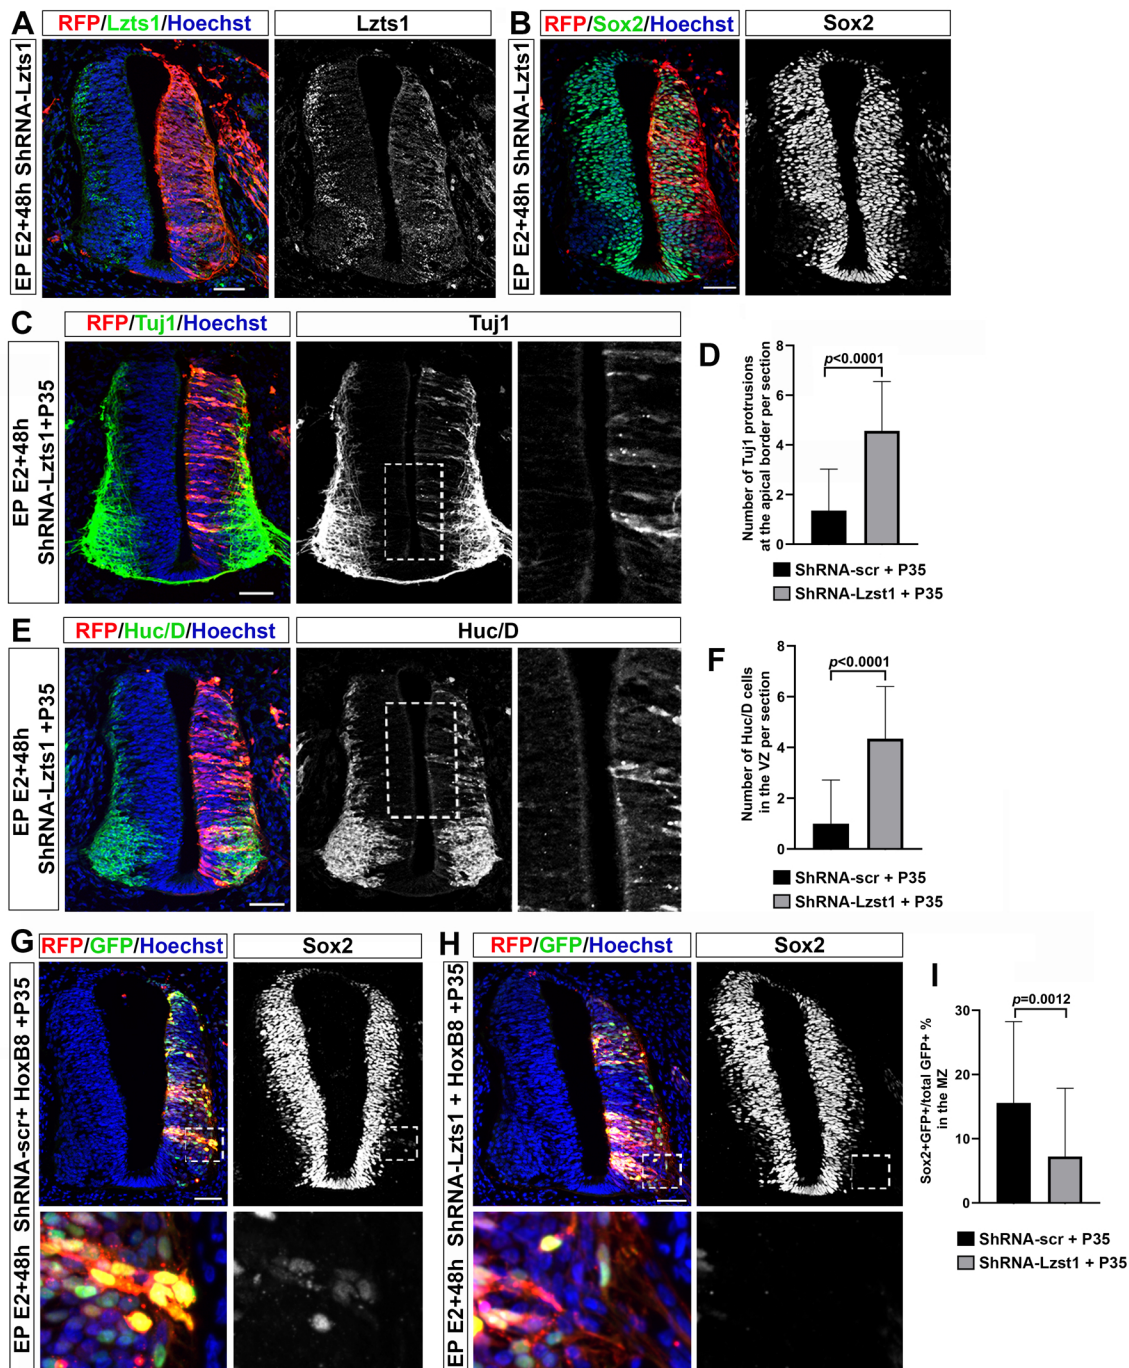 A
RFP/Lzts1/Hoechst
Lzts1
EP E2+48h ShRNA-Lzts1
B
RFP/Sox2/Hoechst
Sox2
EP E2+48h ShRNA-Lzts1
C
RFP/Tuj1/Hoechst
Tuj1
EP E2+48h
ShRNA-Lzts1+P35
D
Number of Tuj1 protrusions
at the apical border per section
8
6
4
2
0
p<0.0001
ShRNA-scr + P35
ShRNA-Lzst1 + P35
E
RFP/Huc/D/Hoechst
Huc/D
EP E2+48h
ShRNA-Lzts1 +P35
F
Number of Huc/D cells
in the VZ per section
8
6
4
2
0
p<0.0001
ShRNA-scr + P35
ShRNA-Lzst1 + P35
G
RFP/GFP/Hoechst
Sox2
EP E2+48h ShRNA-scr+ HoxB8 +P35
H
RFP/GFP/Hoechst
Sox2
EP E2+48h ShRNA-Lzts1 + HoxB8 +P35
I
Sox2+GFP+/total GFP+ %
in the MZ
30
20
10
0
p=0.0012
ShRNA-scr + P35
ShRNA-Lzst1 + P35